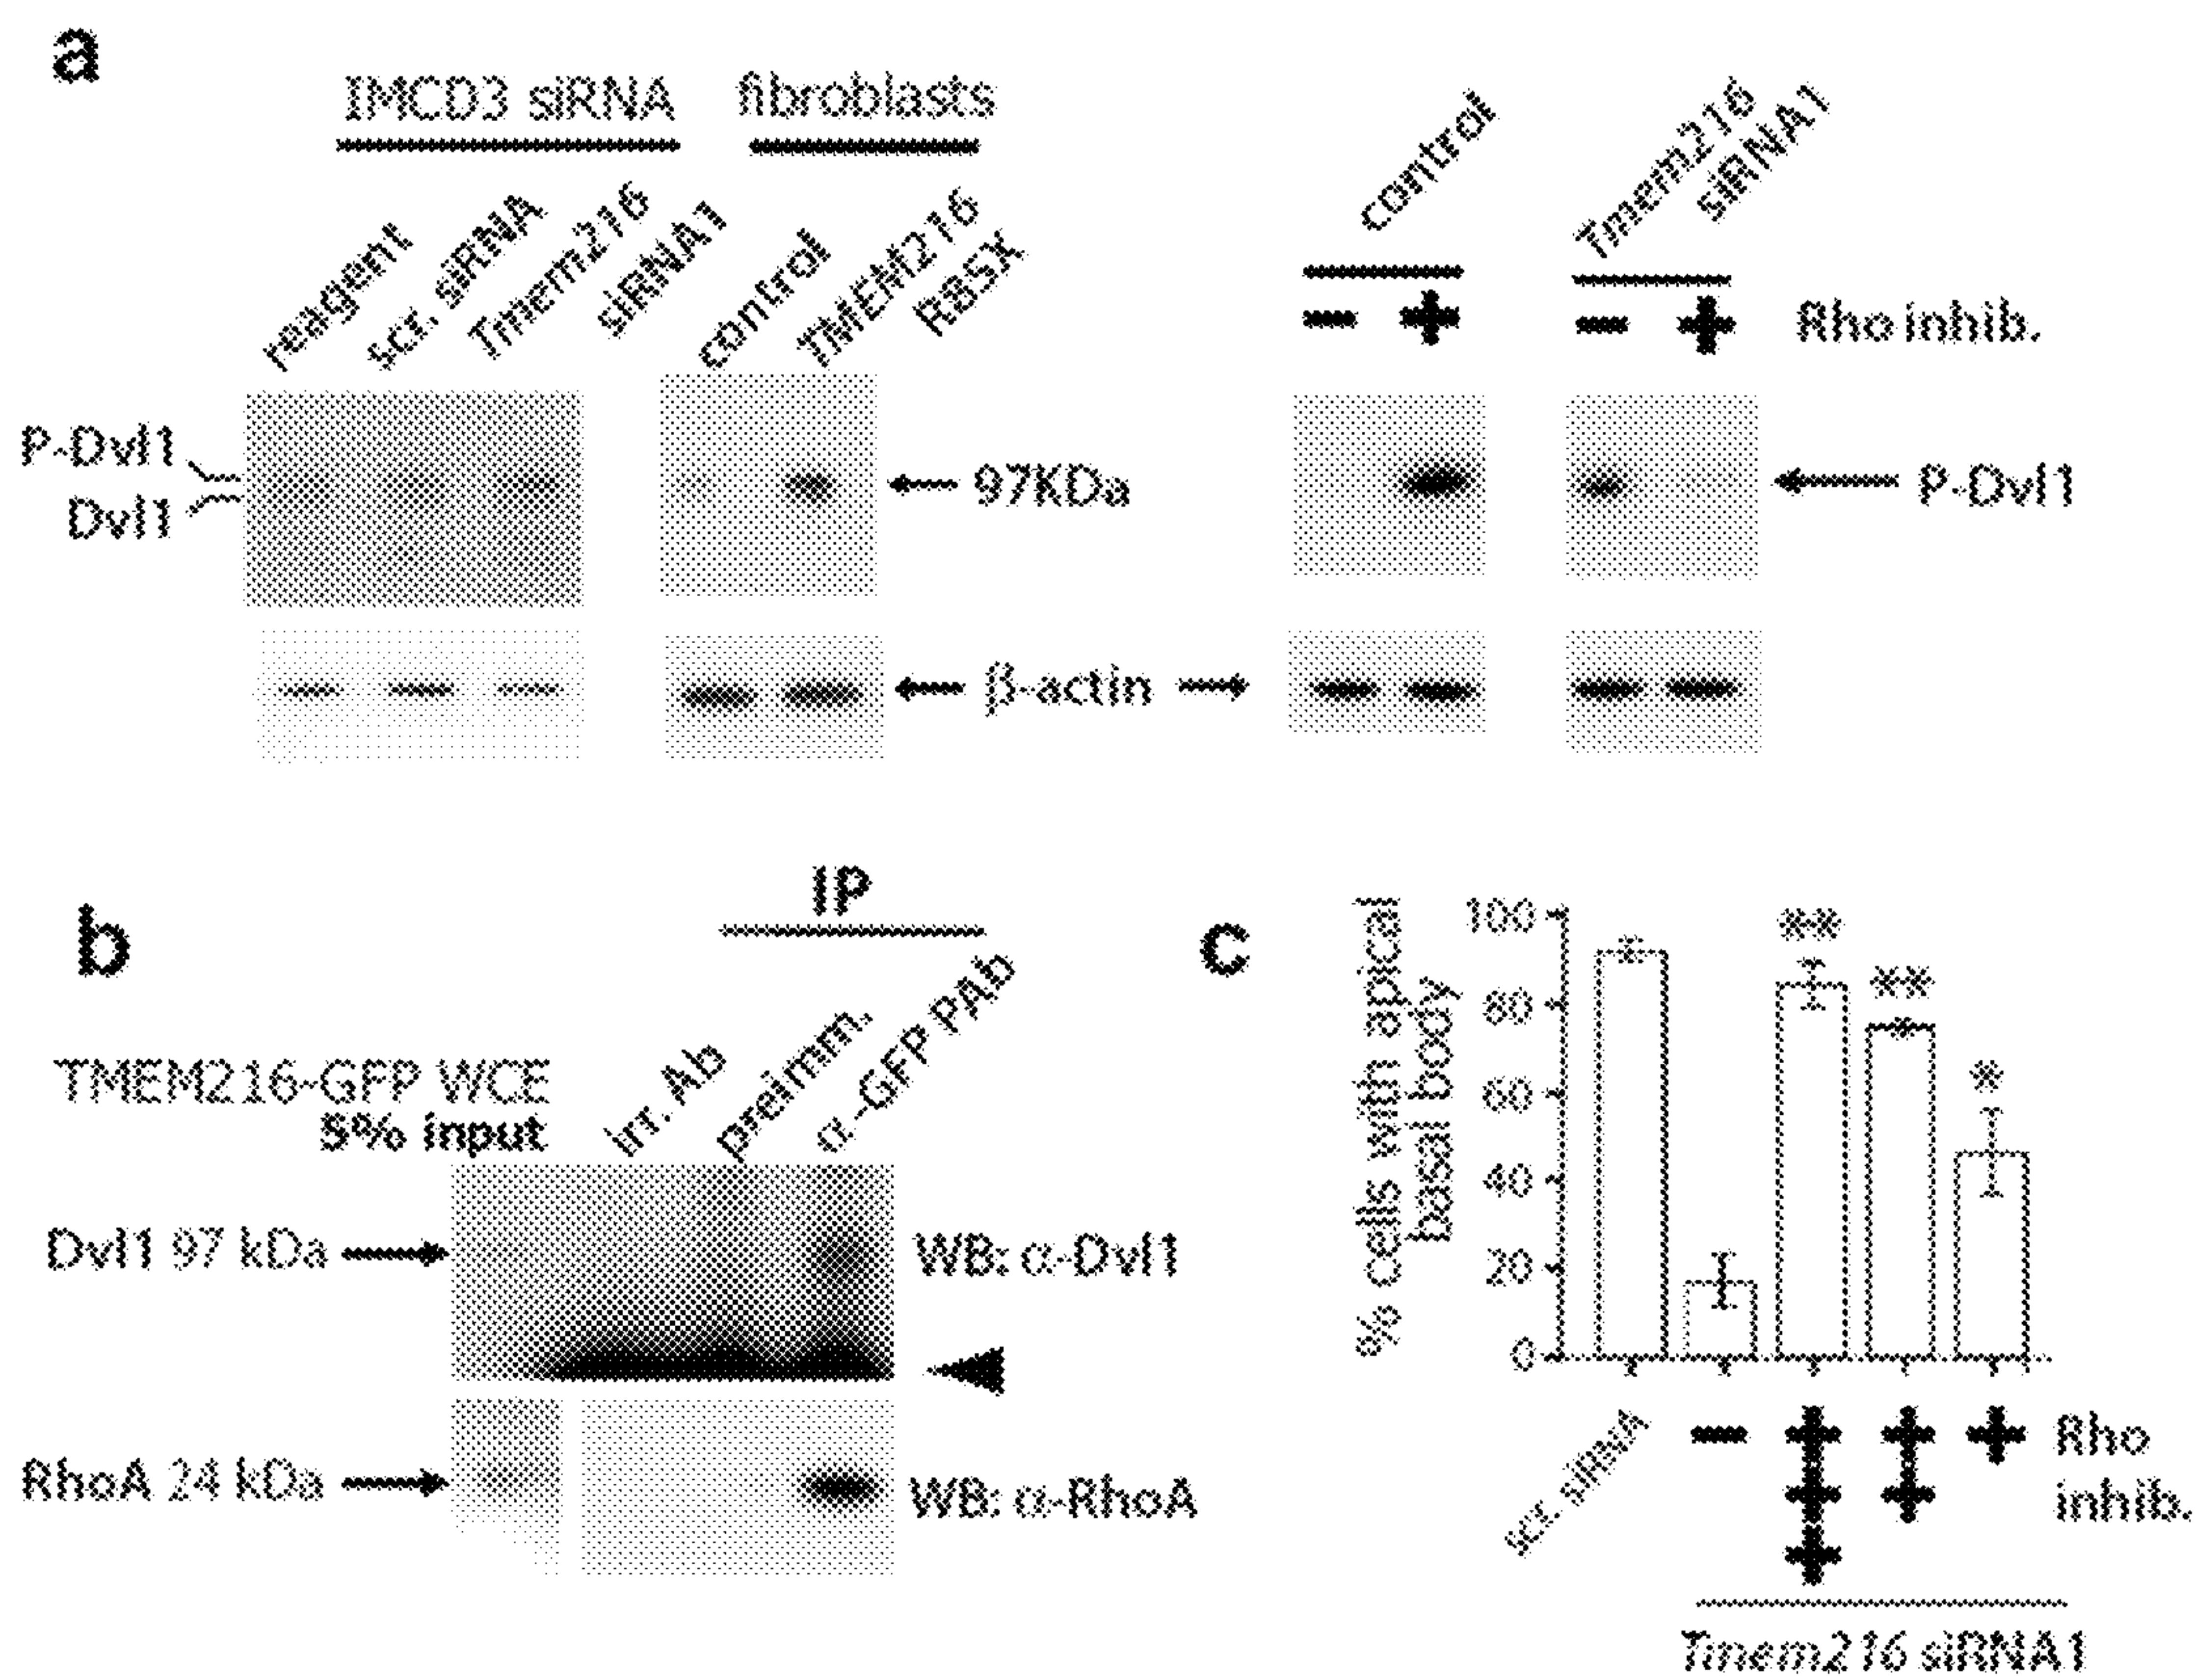 a
IMCD3 siRNA
fibroblasts
reagent
scr. siRNA
Tmem216
siRNA1
control
TMEM216
R85X
control
Tmem216
siRNA1
- +
- +
Rho inhib.
P-Dvl1
Dvl1
97KDa
P-Dvl1
β-actin
b
IP
TMEM216-GFP WCE
5% input
irr. Ab
preimm.
α-GFP PAb
Dvl1 97 kDa
WB: α-Dvl1
RhoA 24 kDa
WB: α-RhoA
c
% cells with apical
basal body
100
80
60
40
20
0
**
**
*
scr. siRNA
- + + +
+ +
+
Rho
inhib.
Tmem216 siRNA1